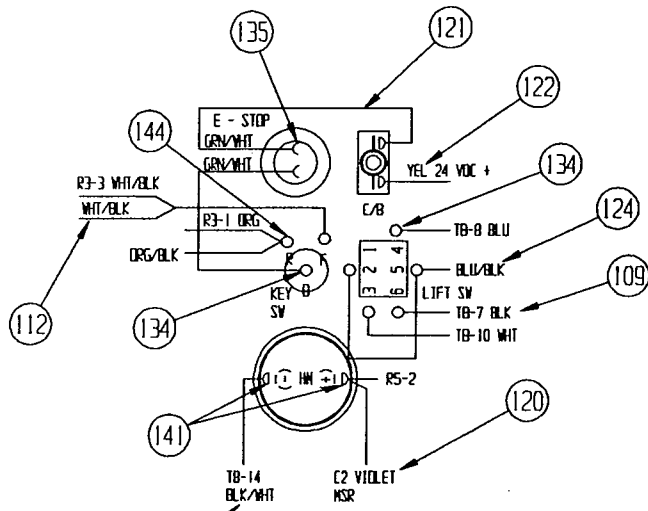 135
121
122
E - STOP
144
GRN/WHT
GRN/WHT
YEL 24 VDC +
R3-3 WHT/BLK
WHT/BLK
R3-1 ORG
C/B
134
TB-8 BLU
124
ORG/BLK
R
F
B
1
2
3
4
5
6
BLU/BLK
109
112
134
KEY
SW
LIFT SW
TB-7 BLK
TB-10 WHT
- HM +
R5-2
141
120
TB-14
BLK/WHT
C2 VIOLET
MSR